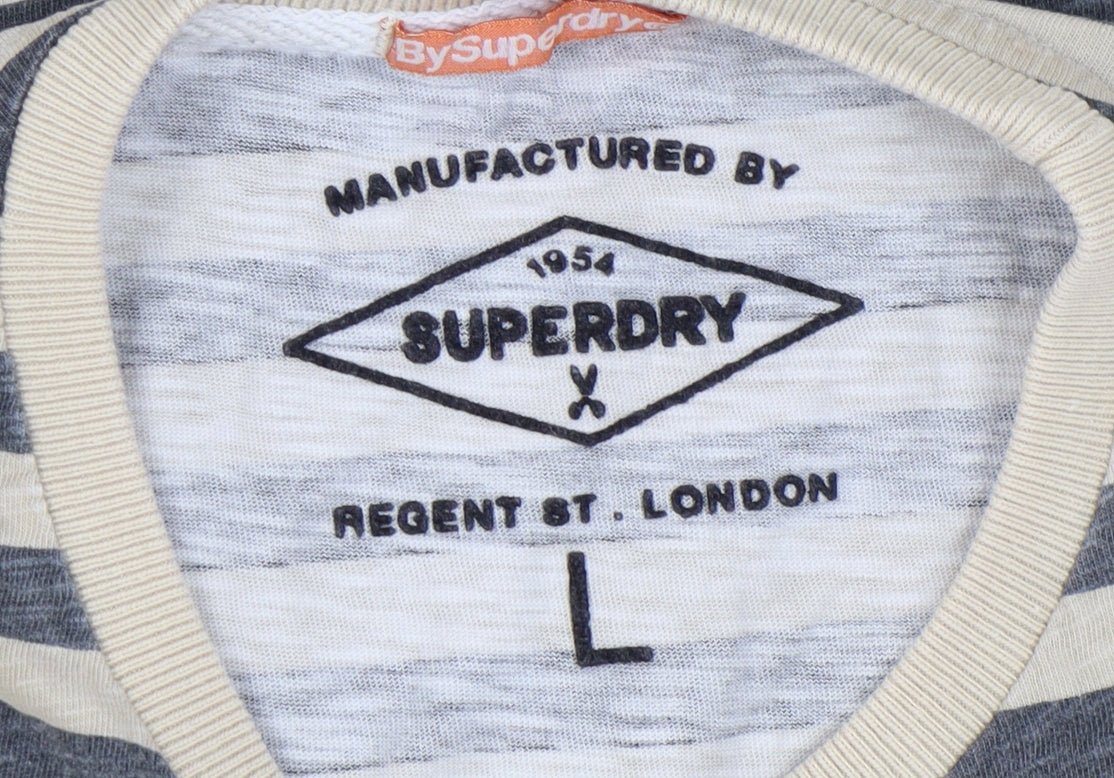 BySuperdry
MANUFACTURED BY
1954
SUPERDRY
REGENT ST. LONDON
L